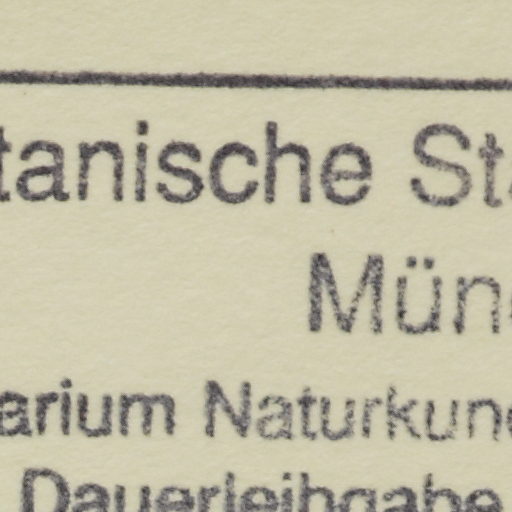 tanische St
Mün
arium Naturkun
Dauerleihgabe